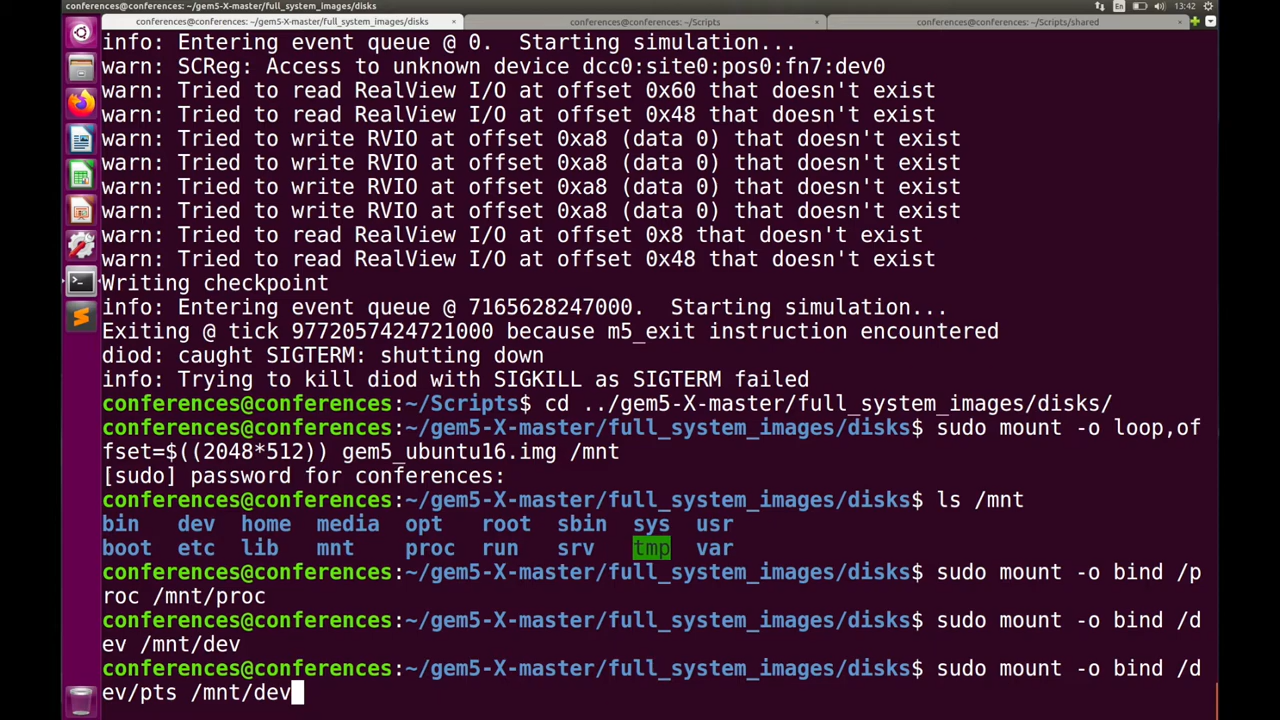 conferences@conferences: ~/gem5-X-master/full_system_images/disks
conferences@conferences: ~/Scripts
conferences@conferences: ~/Scripts/shared
En
13:42
info: Entering event queue @ 0.  Starting simulation...
warn: SCReg: Access to unknown device dcc0:site0:pos0:fn7:dev0
warn: Tried to read RealView I/O at offset 0x60 that doesn't exist
warn: Tried to read RealView I/O at offset 0x48 that doesn't exist
warn: Tried to write RVIO at offset 0xa8 (data 0) that doesn't exist
warn: Tried to write RVIO at offset 0xa8 (data 0) that doesn't exist
warn: Tried to write RVIO at offset 0xa8 (data 0) that doesn't exist
warn: Tried to write RVIO at offset 0xa8 (data 0) that doesn't exist
warn: Tried to read RealView I/O at offset 0x8 that doesn't exist
warn: Tried to read RealView I/O at offset 0x48 that doesn't exist
Writing checkpoint
info: Entering event queue @ 7165628247000.  Starting simulation...
Exiting @ tick 9772057424721000 because m5_exit instruction encountered
diod: caught SIGTERM: shutting down
info: Trying to kill diod with SIGKILL as SIGTERM failed
conferences@conferences:~/Scripts$ cd ../gem5-X-master/full_system_images/disks/
conferences@conferences:~/gem5-X-master/full_system_images/disks$ sudo mount -o loop,of
fset=$((2048*512)) gem5_ubuntu16.img /mnt
[sudo] password for conferences:
conferences@conferences:~/gem5-X-master/full_system_images/disks$ ls /mnt
bin dev home media opt root sbin sys usr
boot etc lib mnt proc run srv tmp var
conferences@conferences:~/gem5-X-master/full_system_images/disks$ sudo mount -o bind /p
roc /mnt/proc
conferences@conferences:~/gem5-X-master/full_system_images/disks$ sudo mount -o bind /d
ev /mnt/dev
conferences@conferences:~/gem5-X-master/full_system_images/disks$ sudo mount -o bind /d
ev/pts /mnt/dev